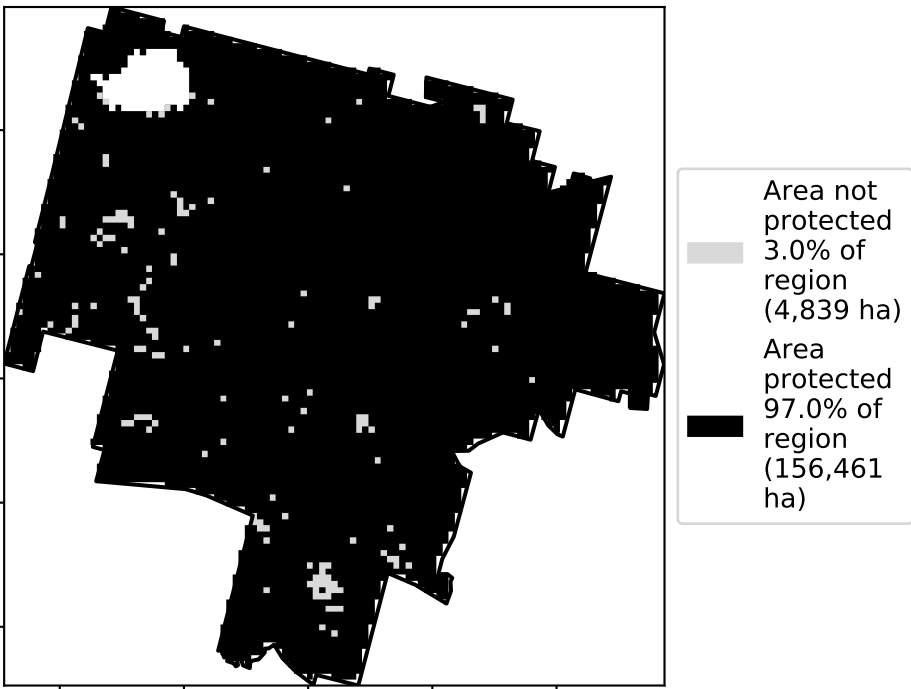 Area not
protected
3.0% of
region
(4,839 ha)
Area
protected
97.0% of
region
(156,461
ha)